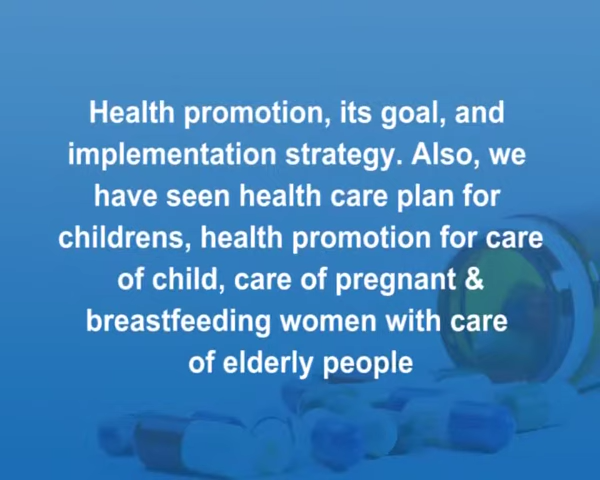 Health promotion, its goal, and
implementation strategy. Also, we
have seen health care plan for
childrens, health promotion for care
of child, care of pregnant &
breastfeeding women with care
of elderly people